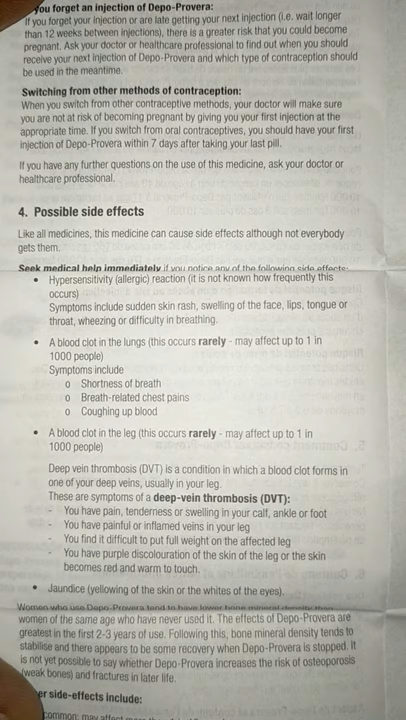 you forget an injection of Depo-Provera:
If you forget your injection or are late getting your next injection (i.e. wait longer
than 12 weeks between injections), there is a greater risk that you could become
pregnant. Ask your doctor or healthcare professional to find out when you should
receive your next injection of Depo-Provera and which type of contraception should
be used in the meantime.
Switching from other methods of contraception:
When you switch from other contraceptive methods, your doctor will make sure
you are not at risk of becoming pregnant by giving you your first injection at the
appropriate time. If you switch from oral contraceptives, you should have your first
injection of Depo-Provera within 7 days after taking your last pill.
If you have any further questions on the use of this medicine, ask your doctor or
healthcare professional.
4. Possible side effects
Like all medicines, this medicine can cause side effects although not everybody
gets them.
Seek medical help immediately if you notice any of the following side effects:
• Hypersensitivity (allergic) reaction (it is not known how frequently this
occurs)
Symptoms include sudden skin rash, swelling of the face, lips, tongue or
throat, wheezing or difficulty in breathing.
• A blood clot in the lungs (this occurs rarely - may affect up to 1 in
1000 people)
Symptoms include
o Shortness of breath
o Breath-related chest pains
o Coughing up blood
• A blood clot in the leg (this occurs rarely - may affect up to 1 in
1000 people)
Deep vein thrombosis (DVT) is a condition in which a blood clot forms in
one of your deep veins, usually in your leg.
These are symptoms of a deep-vein thrombosis (DVT):
- You have pain, tenderness or swelling in your calf, ankle or foot
- You have painful or inflamed veins in your leg
- You find it difficult to put full weight on the affected leg
- You have purple discolouration of the skin of the leg or the skin
becomes red and warm to touch.
• Jaundice (yellowing of the skin or the whites of the eyes).
Women who use Depo-Provera tend to have lower bone mineral density than
women of the same age who have never used it. The effects of Depo-Provera are
greatest in the first 2-3 years of use. Following this, bone mineral density tends to
stabilise and there appears to be some recovery when Depo-Provera is stopped. It
is not yet possible to say whether Depo-Provera increases the risk of osteoporosis
(weak bones) and fractures in later life.
er side-effects include:
common: may affect more